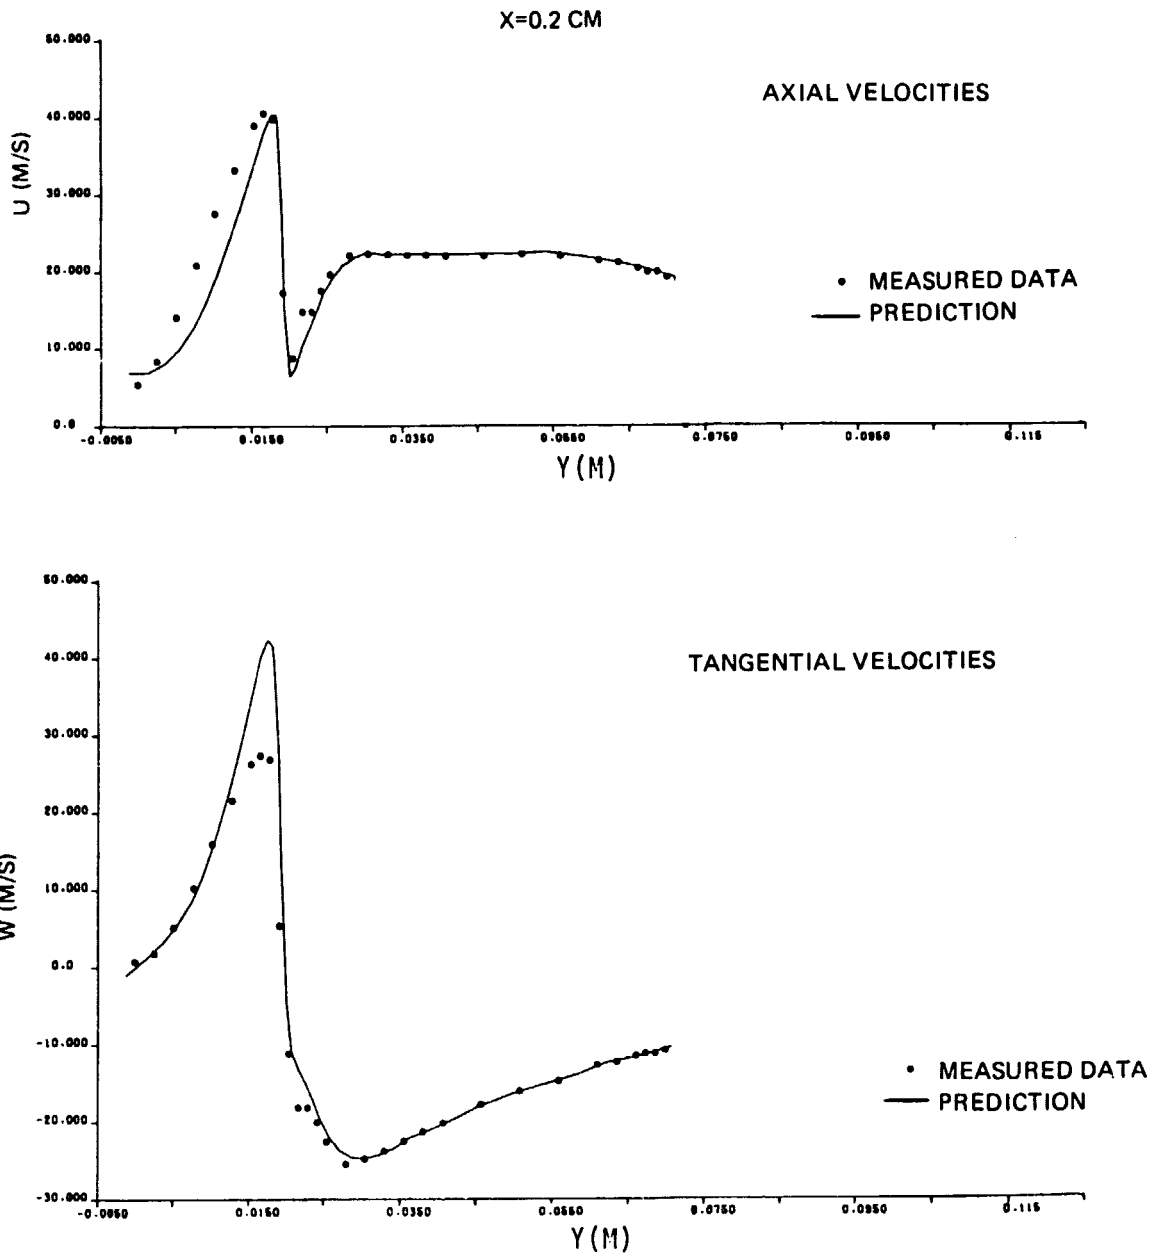 X=0.2 CM
50.000
AXIAL VELOCITIES
40.000
U (M/S)
30.000
20.000
MEASURED DATA
PREDICTION
10.000
0.0
-0.0050 0.0150 0.0350 0.0550 0.0750 0.0950 0.115
Y (M)
50.000
40.000
TANGENTIAL VELOCITIES
30.000
20.000
W (M/S)
10.000
0.0
-10.000
MEASURED DATA
PREDICTION
-20.000
-30.000
-0.0050 0.0150 0.0350 0.0550 0.0750 0.0950 0.115
Y (M)